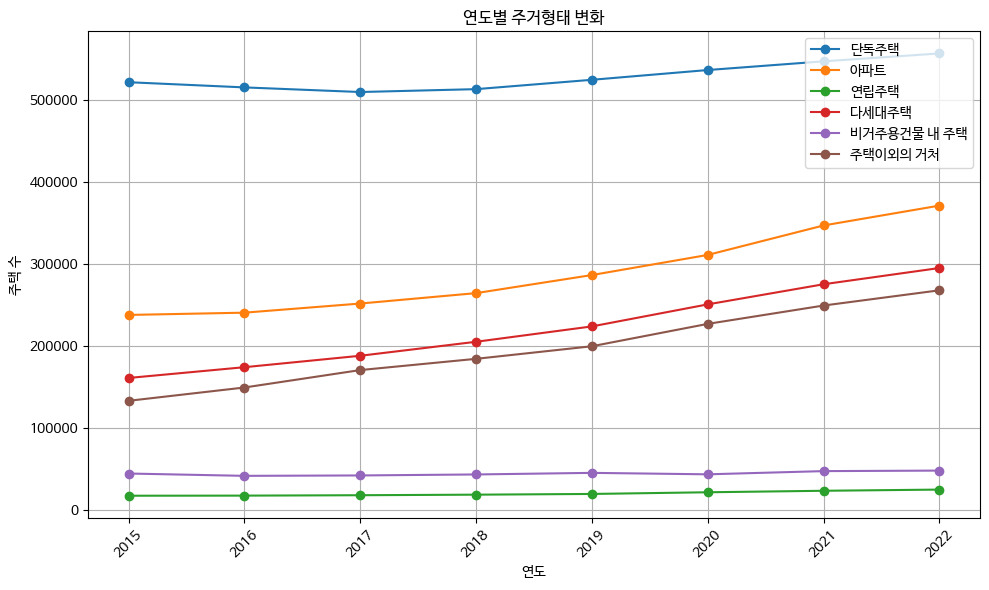 연도별 주거형태 변화
단독주택
아파트
연립주택
다세대주택
비거주용건물 내 주택
주택이외의 거처
주택 수
500000
400000
300000
200000
100000
0
2015
2016
2017
2018
2019
2020
2021
2022
연도